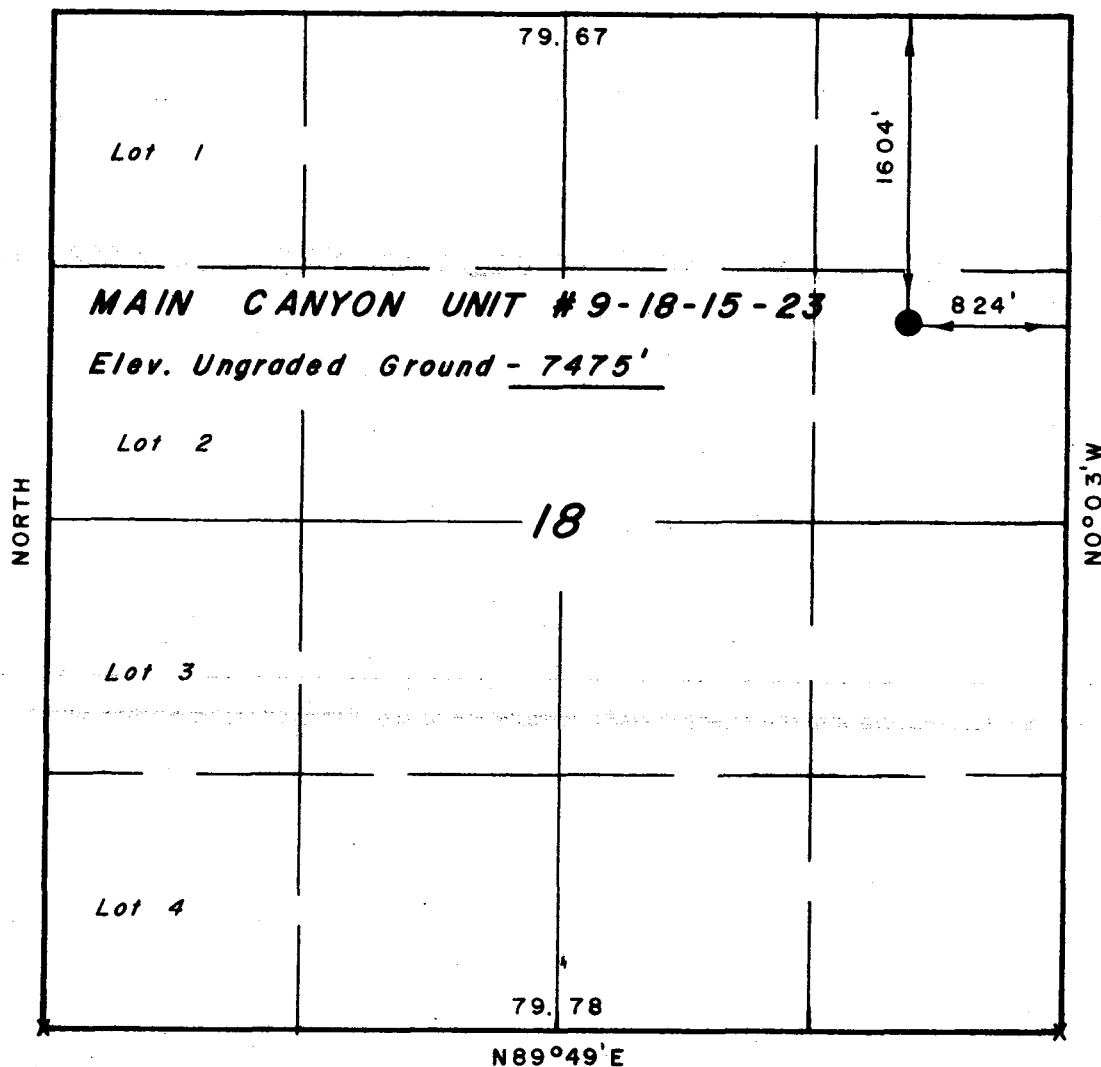 79.67
Lot 1
1604'
MAIN CANYON UNIT #9-18-15-23
824'
Elev. Ungraded Ground - 7475'
Lot 2
NORTH
18
N0°03'W
Lot 3
Lot 4
79.78
N89°49'E